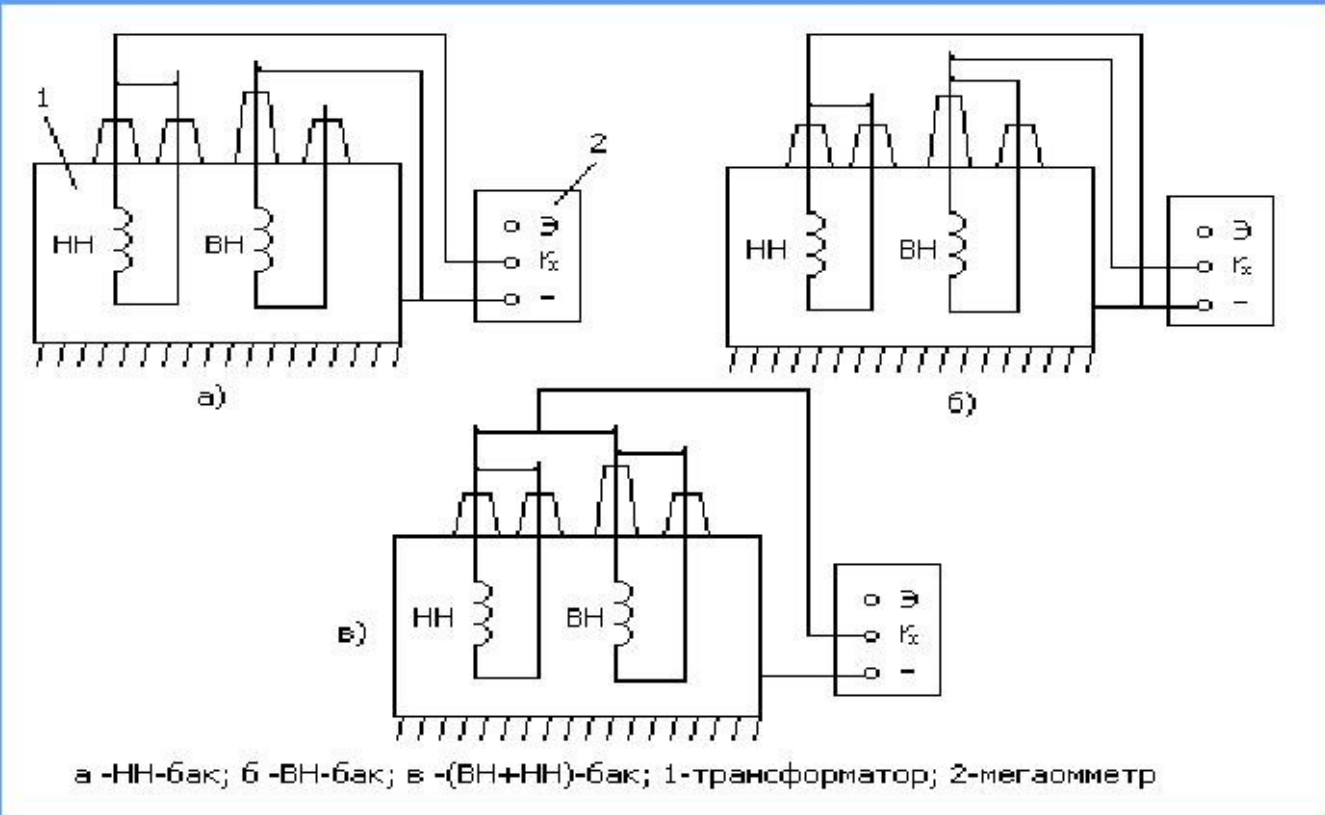 1
2
НН
ВН
Э
rx
-
а)
НН
ВН
Э
rx
-
б)
НН
ВН
Э
rx
-
в)
а -НН-бак; б -ВН-бак; в -(ВН+НН)-бак; 1-трансформатор; 2-мегаомметр